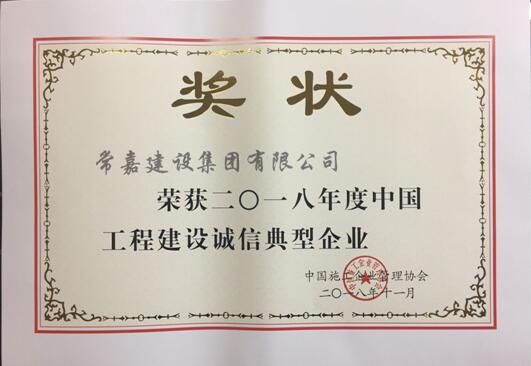 奖状
常嘉建设集团有限公司
荣获二〇一八年度中国
工程建设诚信典型企业
中国施工企业管理协会
二〇一八年十一月